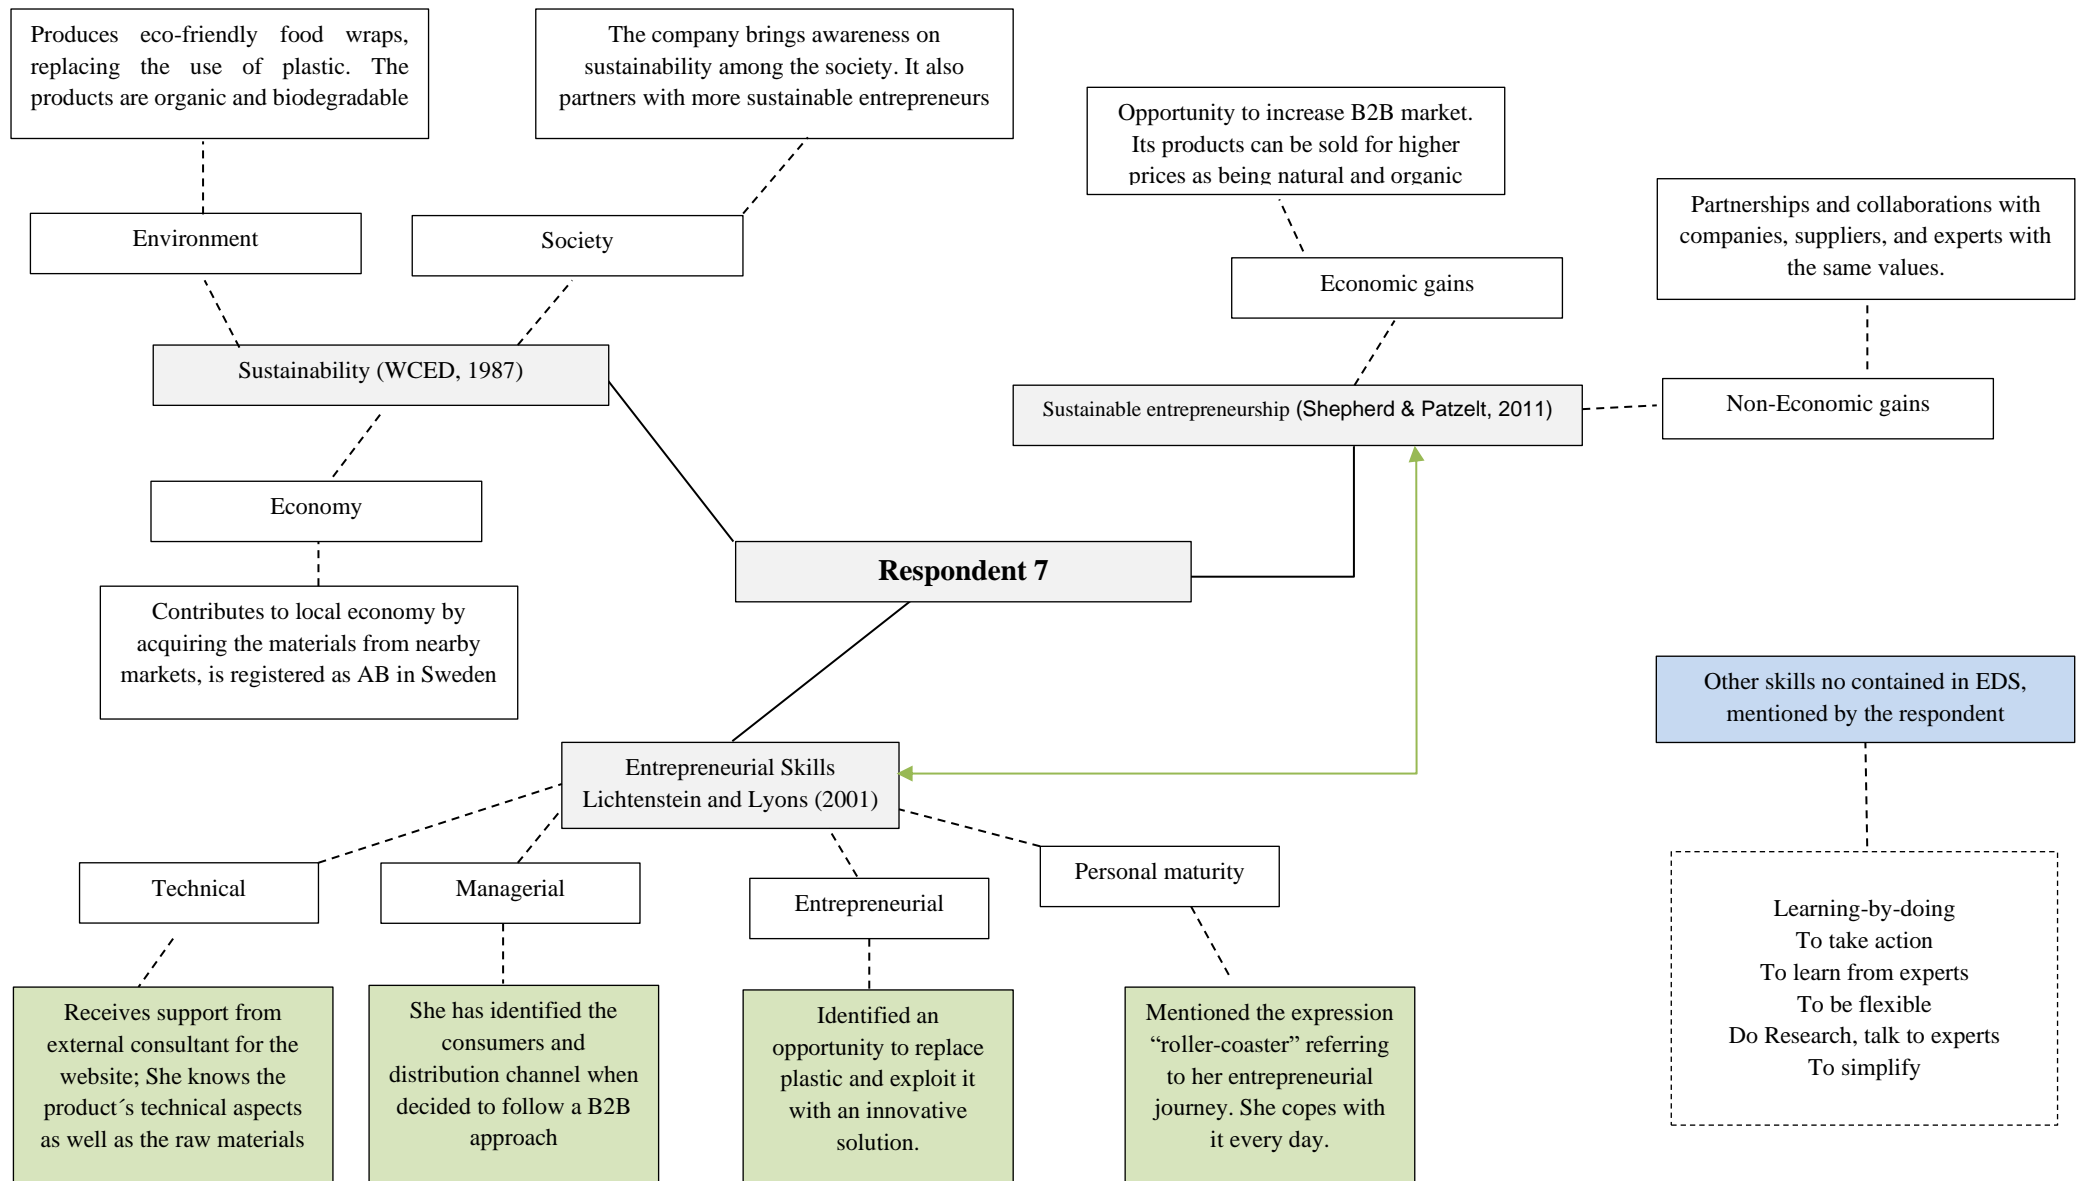 Produces eco-friendly food wraps,
replacing the use of plastic. The
products are organic and biodegradable
The company brings awareness on
sustainability among the society. It also
partners with more sustainable entrepreneurs
Opportunity to increase B2B market.
Its products can be sold for higher
prices as being natural and organic
Partnerships and collaborations with
companies, suppliers, and experts with
the same values.
Environment
Society
Economic gains
Sustainability (WCED, 1987)
Sustainable entrepreneurship (Shepherd & Patzelt, 2011)
Non-Economic gains
Economy
Respondent 7
Contributes to local economy by
acquiring the materials from nearby
markets, is registered as AB in Sweden
Other skills no contained in EDS,
mentioned by the respondent
Entrepreneurial Skills
Lichtenstein and Lyons (2001)
Technical
Managerial
Entrepreneurial
Personal maturity
Receives support from
external consultant for the
website; She knows the
product´s technical aspects
as well as the raw materials
She has identified the
consumers and
distribution channel when
decided to follow a B2B
approach
Identified an
opportunity to replace
plastic and exploit it
with an innovative
solution.
Mentioned the expression
“roller-coaster” referring
to her entrepreneurial
journey. She copes with
it every day.
Learning-by-doing
To take action
To learn from experts
To be flexible
Do Research, talk to experts
To simplify